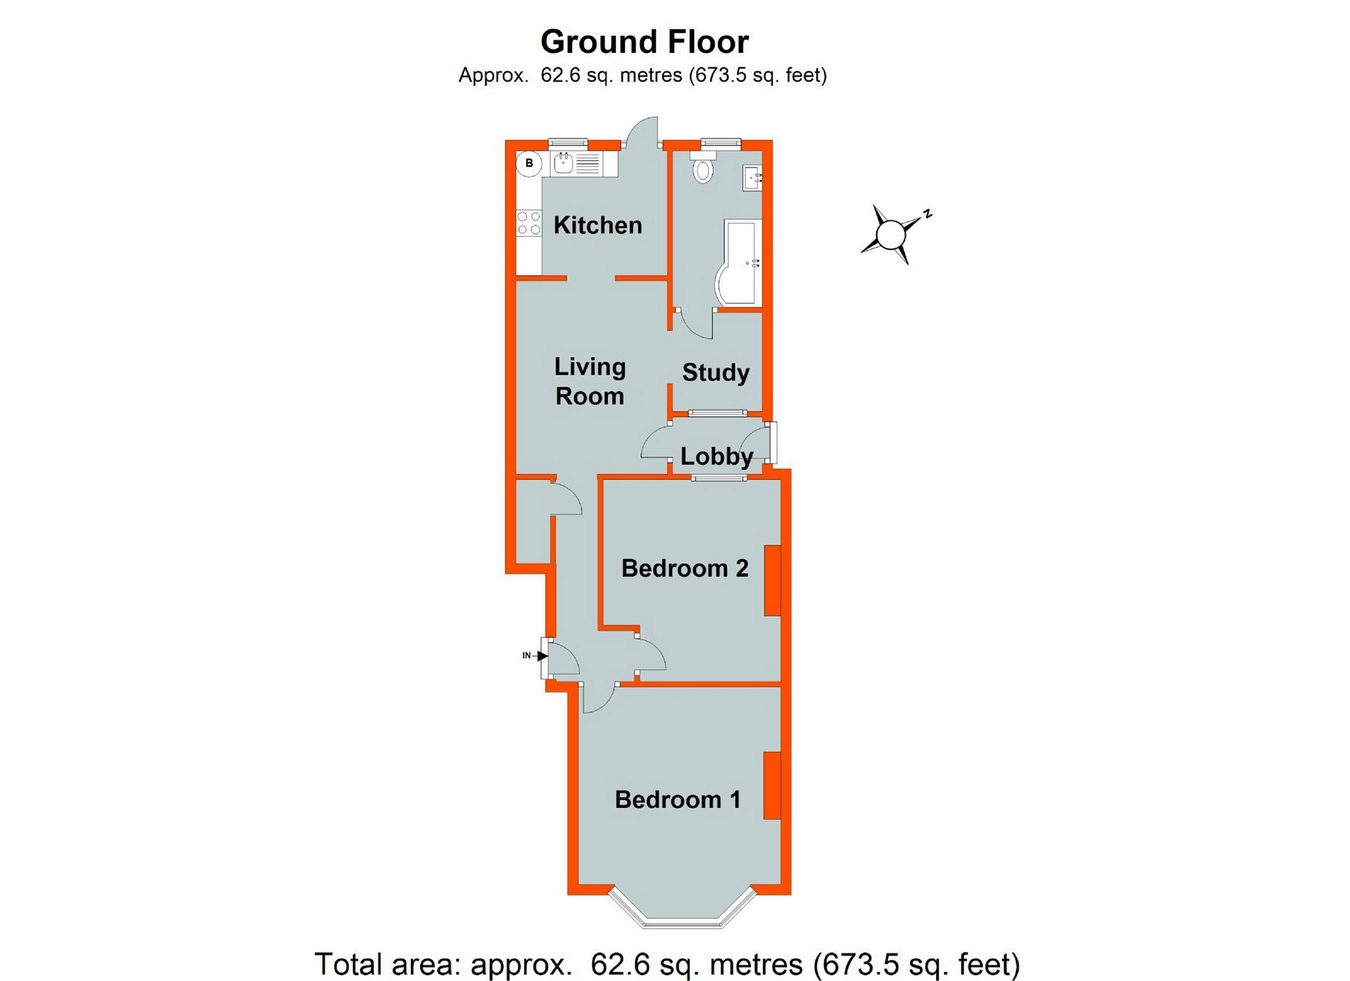 Ground Floor
Approx. 62.6 sq. metres (673.5 sq. feet)
B
Kitchen
N
Living
Room
Study
Lobby
Bedroom 2
IN
Bedroom 1
Total area: approx. 62.6 sq. metres (673.5 sq. feet)